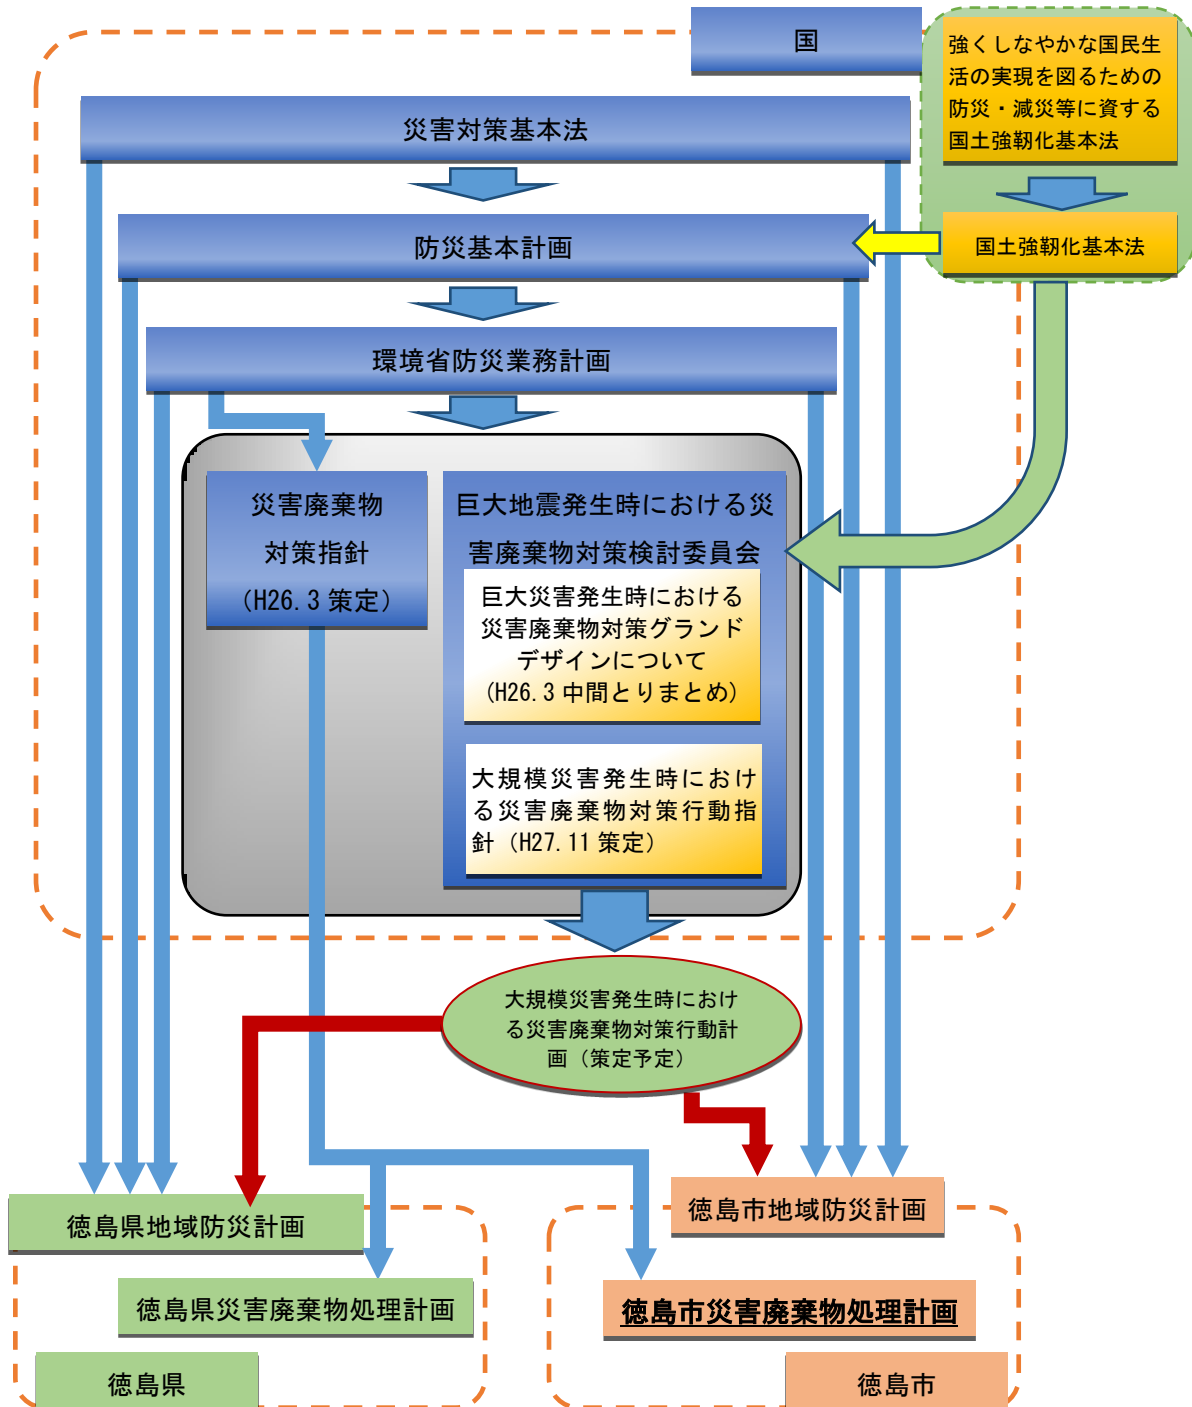 国
強くしなやかな国民生
活の実現を図るための
防災・減災等に資する
国土強靭化基本法
災害対策基本法
防災基本計画
国土強靭化基本法
環境省防災業務計画
災害廃棄物
対策指針
（H26.3 策定）
巨大地震発生時における災
害廃棄物対策検討委員会
巨大災害発生時における
災害廃棄物対策グランド
デザインについて
（H26.3 中間とりまとめ）
大規模災害発生時におけ
る災害廃棄物対策行動指
針（H27.11 策定）
大規模災害発生時におけ
る災害廃棄物対策行動計
画（策定予定）
徳島県地域防災計画
徳島県災害廃棄物処理計画
徳島県
徳島市地域防災計画
徳島市災害廃棄物処理計画
徳島市